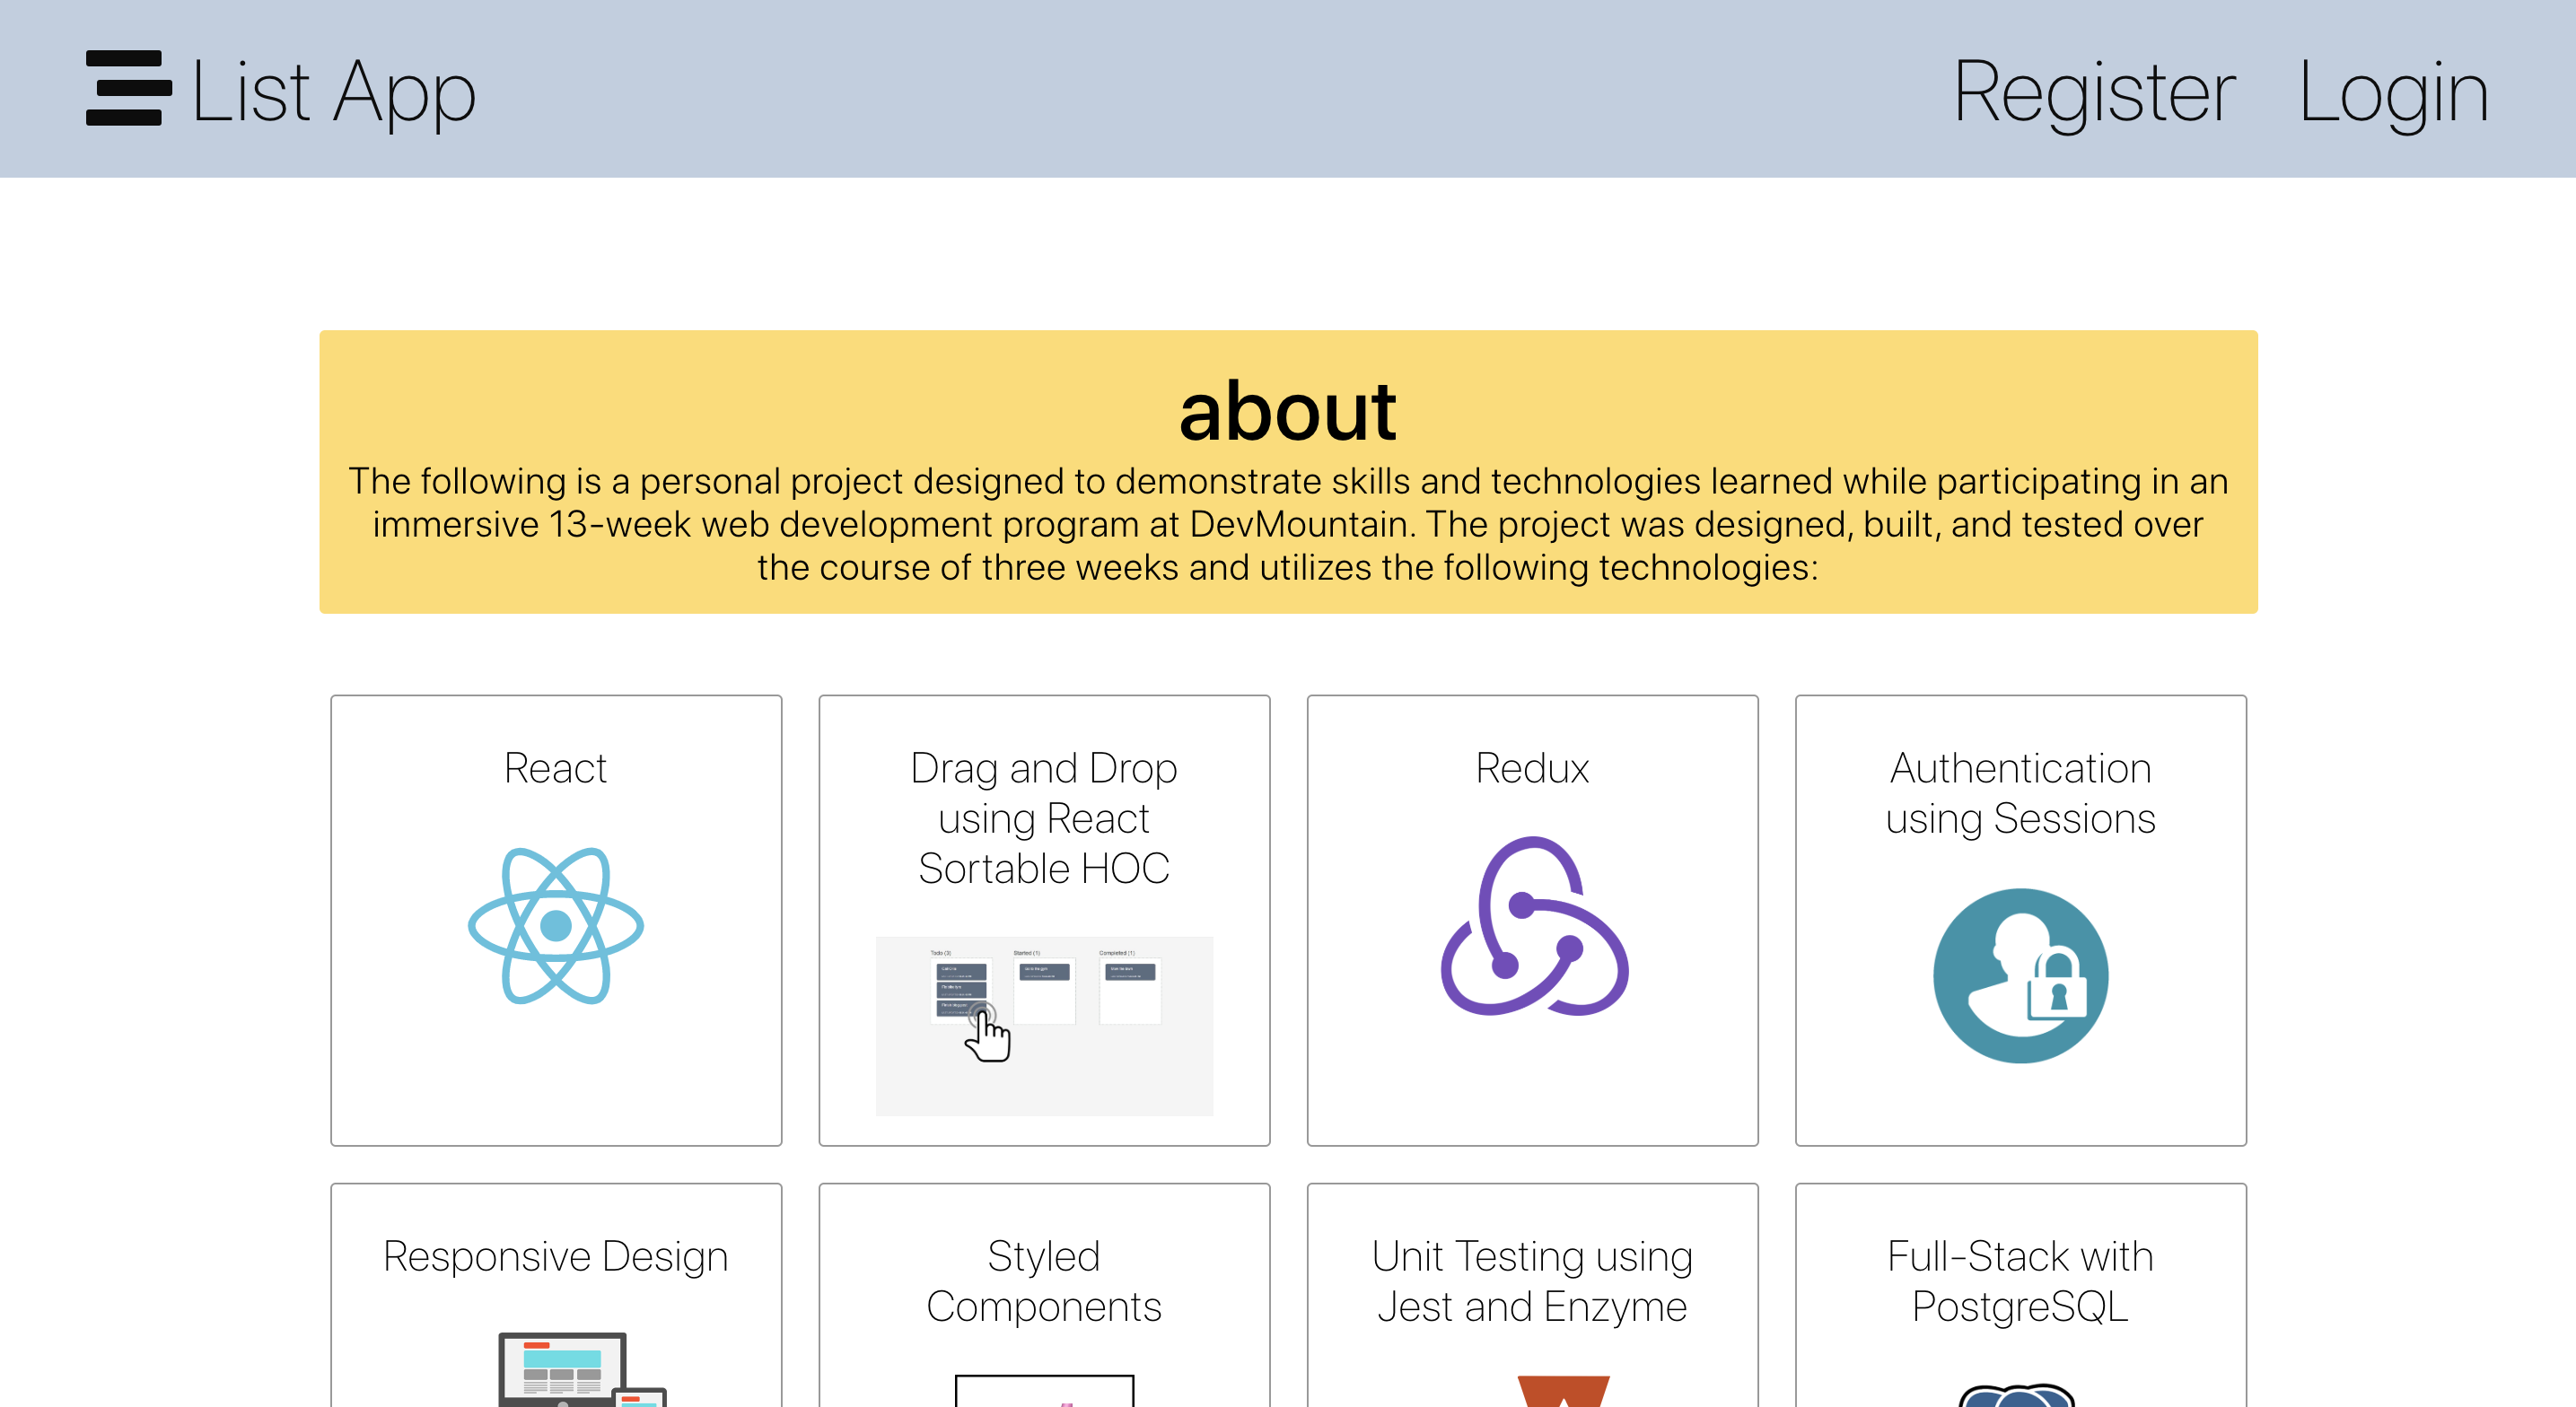 List App
Register
Login
about
The following is a personal project designed to demonstrate skills and technologies learned while participating in an
immersive 13-week web development program at DevMountain. The project was designed, built, and tested over
the course of three weeks and utilizes the following technologies:
React
Drag and Drop
using React
Sortable HOC
Todo (3)
Started (1)
Completed (1)
Redux
Authentication
using Sessions
Responsive Design
Styled
Components
Unit Testing using
Jest and Enzyme
Full-Stack with
PostgreSQL